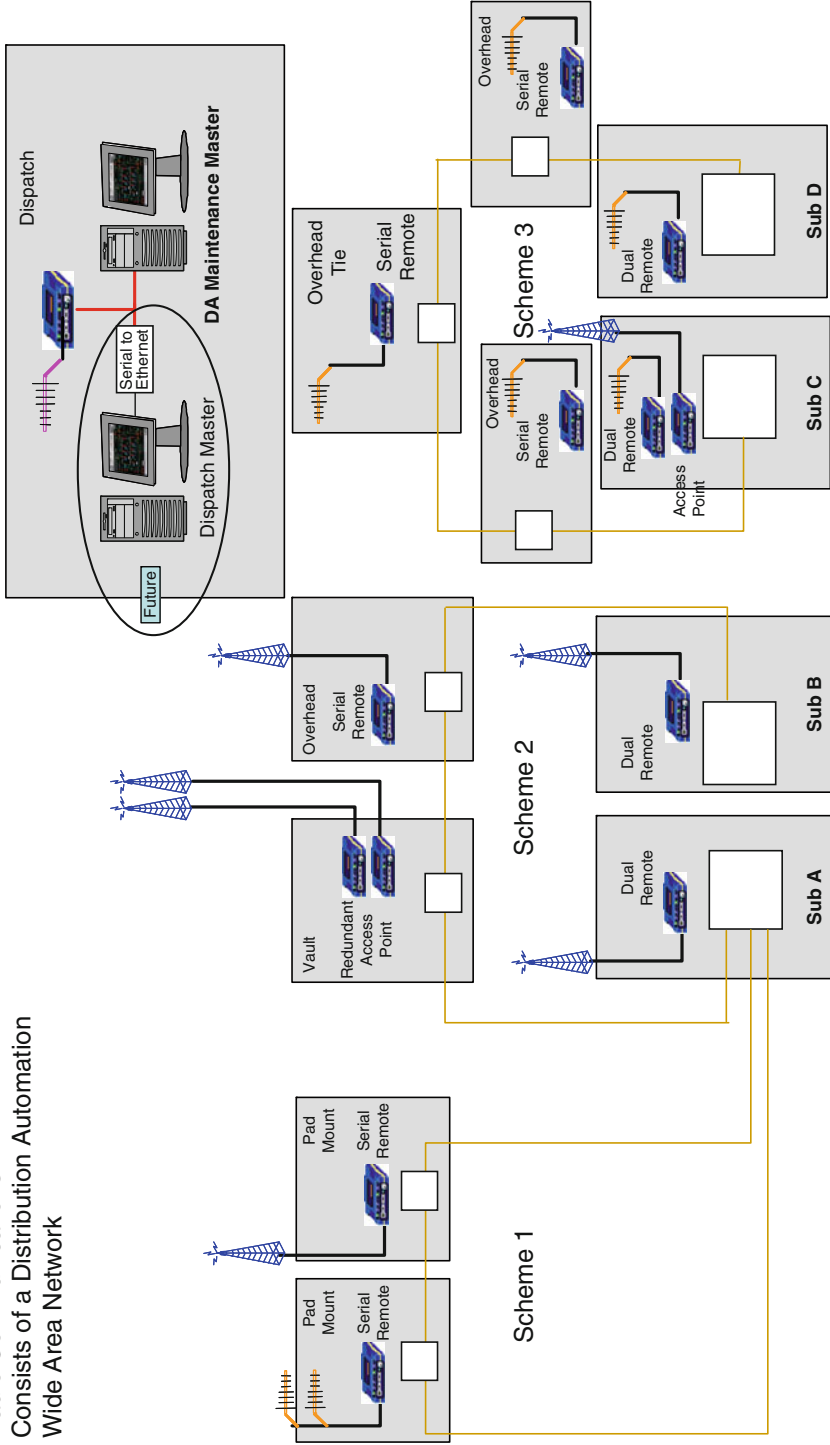 Consists of a Distribution Automation
Wide Area Network
Dispatch
Serial to
Ethernet
DA Maintenance Master
Dispatch Master
Future
Pad
Mount
Serial
Remote
Pad
Mount
Serial
Remote
Scheme 1
Vault
Redundant
Access
Point
Overhead
Serial
Remote
Scheme 2
Dual
Remote
Sub A
Dual
Remote
Sub B
Overhead
Tie
Serial
Remote
Overhead
Serial
Remote
Scheme 3
Overhead
Serial
Remote
Dual
Remote
Access
Point
Sub C
Dual
Remote
Sub D